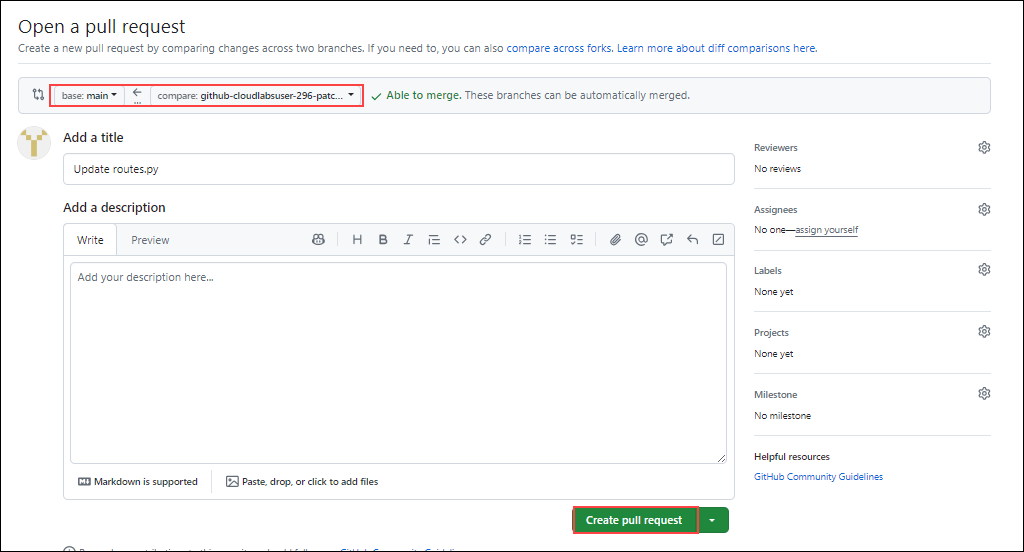 Open a pull request
Create a new pull request by comparing changes across two branches. If you need to, you can also compare across forks. Learn more about diff comparisons here.
base: main compare: github-cloudlabsuser-296-patc... Able to merge. These branches can be automatically merged.
Add a title
Update routes.py
Add a description
Write Preview
Add your description here...
Markdown is supported Paste, drop, or click to add files
Create pull request
Reviewers
No reviews
Assignees
No one—assign yourself
Labels
None yet
Projects
None yet
Milestone
No milestone
Helpful resources
GitHub Community Guidelines